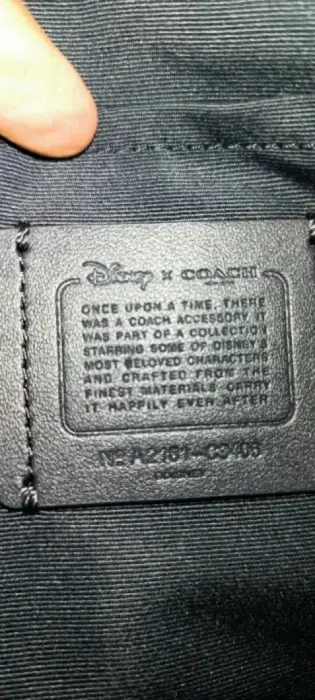 Disney x COACH
ONCE UPON A TIME, THERE
WAS A COACH ACCESSORY. IT
WAS PART OF A COLLECTION
STARRING SOME OF DISNEY'S
MOST BELOVED CHARACTERS
AND CRAFTED FROM THE
FINEST MATERIALS. CARRY
IT HAPPILY EVER AFTER
Nº